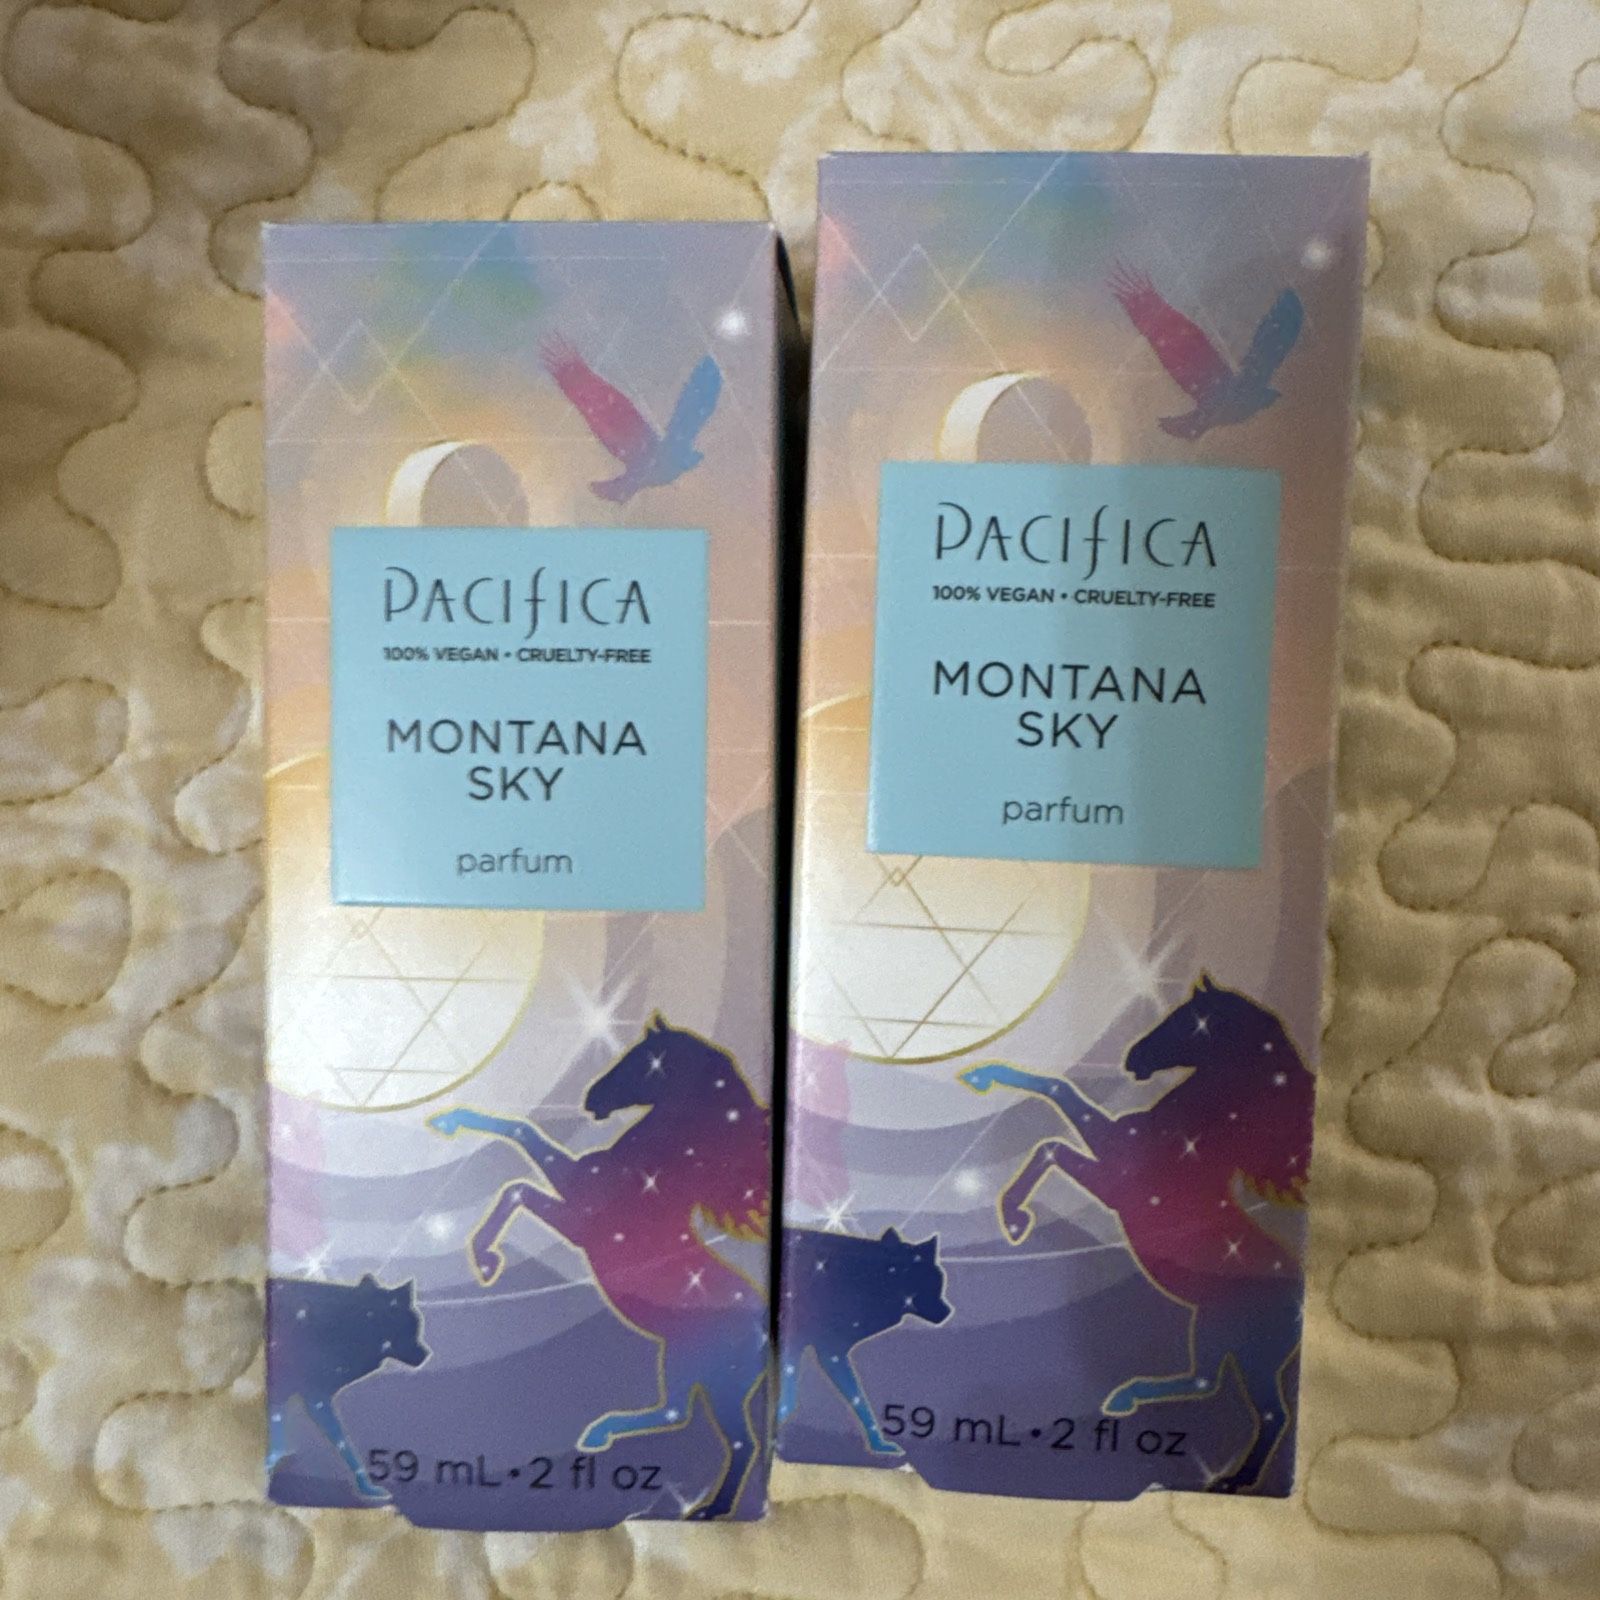 PACIFICA
100% VEGAN • CRUELTY-FREE
MONTANA
SKY
parfum
59 mL • 2 fl oz
PACIFICA
100% VEGAN • CRUELTY-FREE
MONTANA
SKY
parfum
59 mL • 2 fl oz